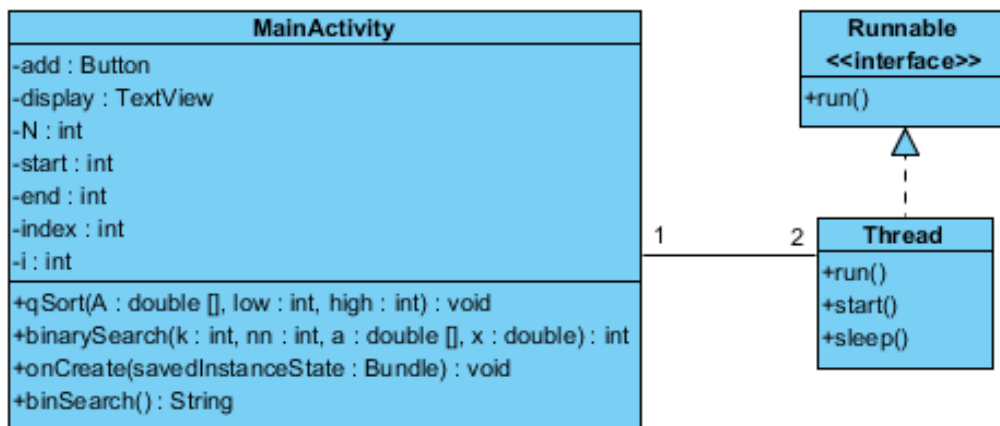 MainActivity
-add : Button
-display : TextView
-N : int
-start : int
-end : int
-index : int
-i : int
+qSort(A : double [], low : int, high : int) : void
+binarySearch(k : int, nn : int, a : double [], x : double) : int
+onCreate(savedInstanceState : Bundle) : void
+binSearch() : String
1
2
Runnable
<<interface>>
+run()
Thread
+run()
+start()
+sleep()